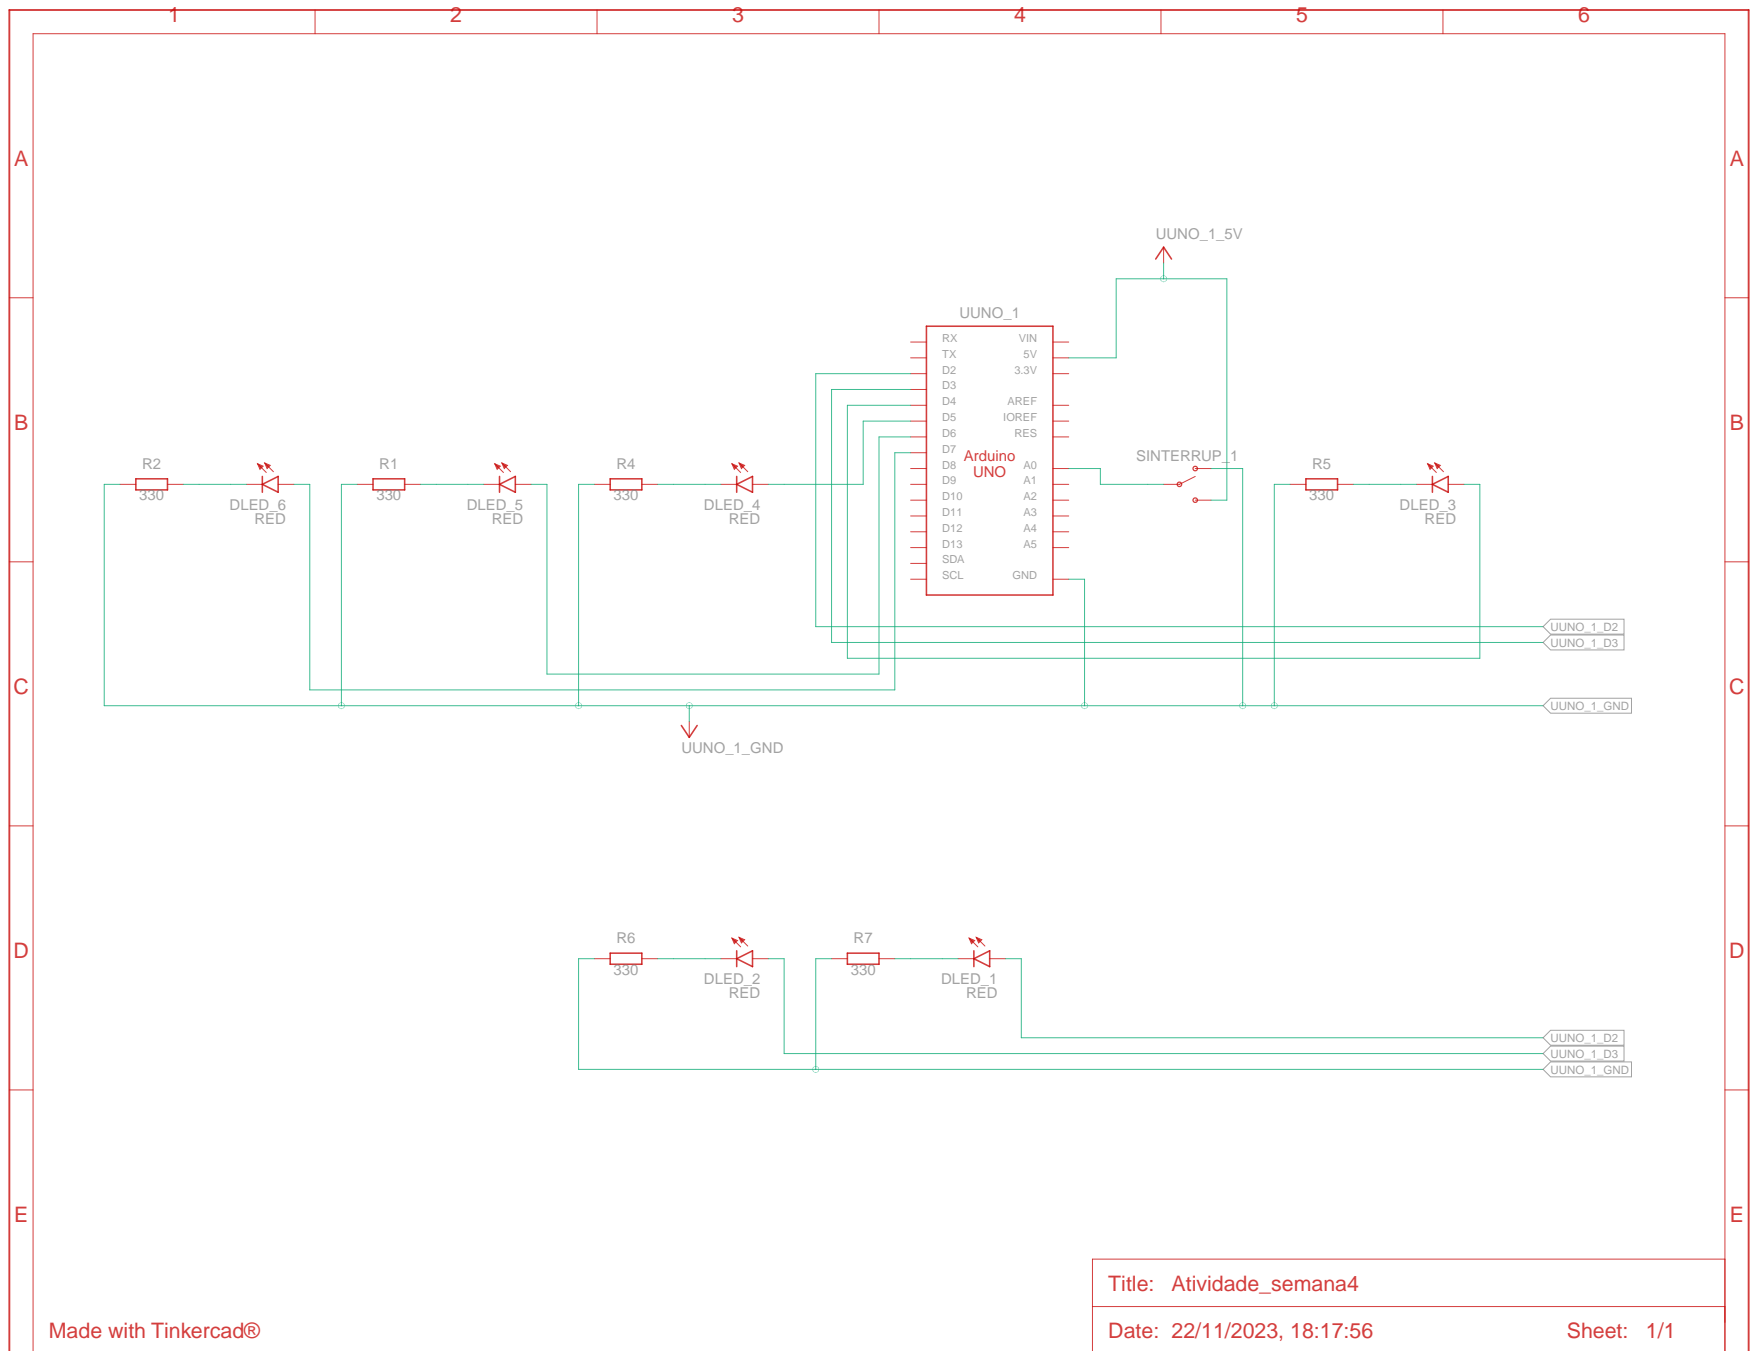 1 2 3 4 5 6
A A
UUNO_1_5V
UUNO_1
RX VIN
TX 5V
D2 3.3V
D3
D4 AREF
D5 IOREF
D6 RES
D7
B B
Arduino
UNO
D8 A0
D9 A1
D10 A2
D11 A3
D12 A4
D13 A5
SDA
SCL GND
SINTERRUP_1
R2
330
DLED_6
RED
R1
330
DLED_5
RED
R4
330
DLED_4
RED
R5
330
DLED_3
RED
UUNO_1_D2
UUNO_1_D3
C C
UUNO_1_GND
UUNO_1_GND
D D
R6
330
DLED_2
RED
R7
330
DLED_1
RED
UUNO_1_D2
UUNO_1_D3
UUNO_1_GND
E E
Title: Atividade_semana4
Made with Tinkercad®
Date: 22/11/2023, 18:17:56 Sheet: 1/1